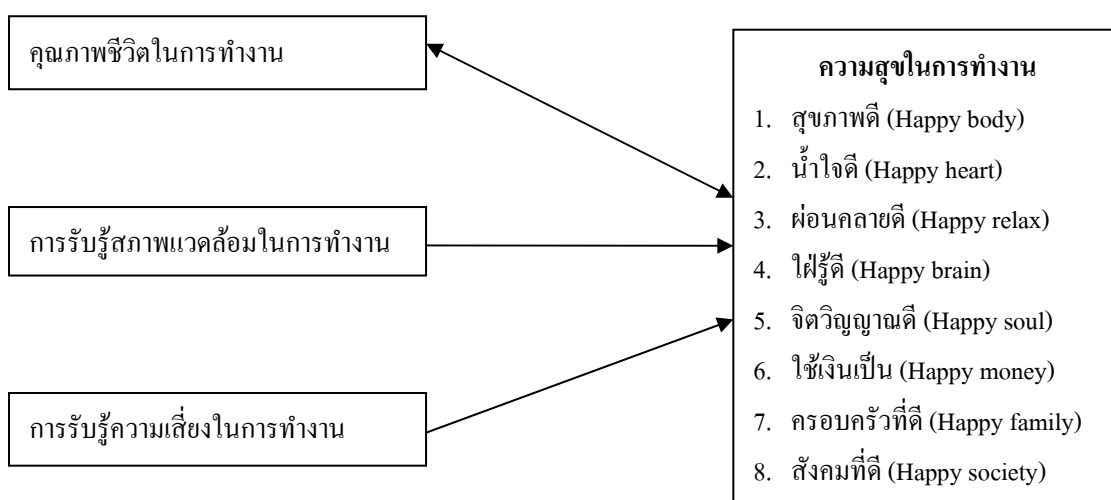 คุณภาพชีวิตในการทำงาน
การรับรู้สภาพแวดล้อมในการทำงาน
การรับรู้ความเสี่ยงในการทำงาน
ความสุขในการทำงาน
1. สุขภาพดี (Happy body)
2. น้ำใจดี (Happy heart)
3. ผ่อนคลายดี (Happy relax)
4. ใฝ่รู้ดี (Happy brain)
5. จิตวิญญาณดี (Happy soul)
6. ใช้เงินเป็น (Happy money)
7. ครอบครัวที่ดี (Happy family)
8. สังคมที่ดี (Happy society)